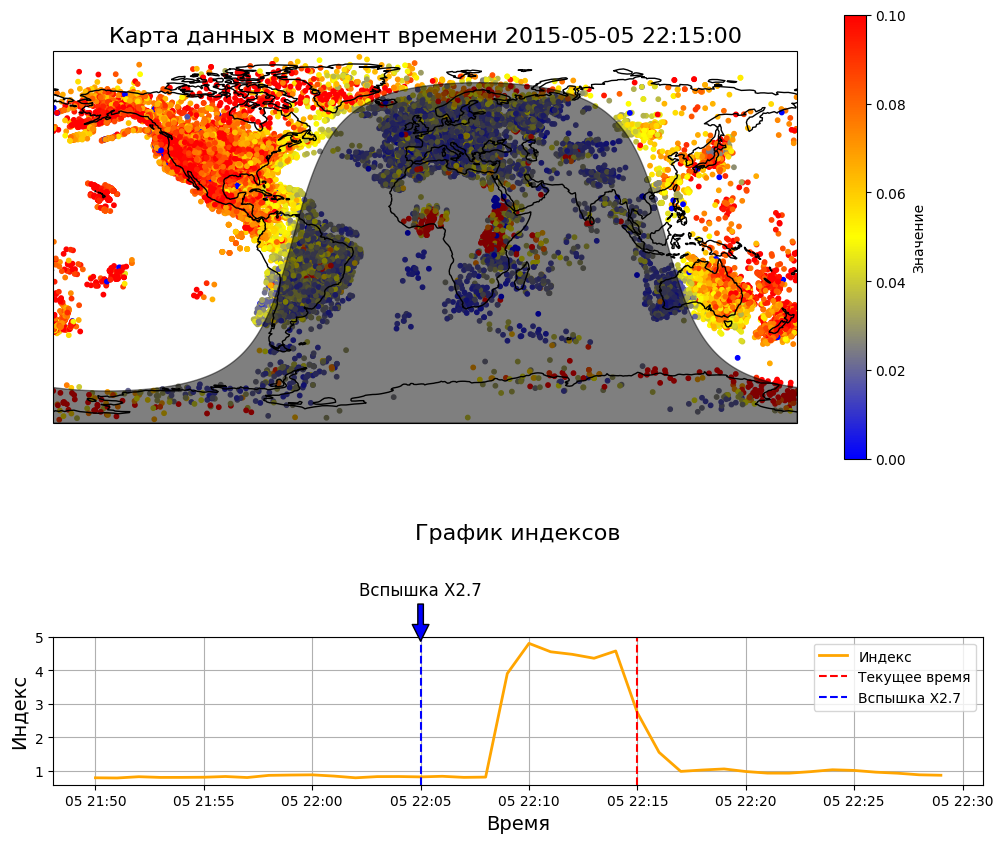 Карта данных в момент времени 2015-05-05 22:15:00
0.10
0.08
0.06
0.04
0.02
0.00
Значение
График индексов
Вспышка X2.7
5
4
3
2
1
Индекс
Индекс
Текущее время
Вспышка X2.7
05 21:50
05 21:55
05 22:00
05 22:05
05 22:10
05 22:15
05 22:20
05 22:25
05 22:30
Время